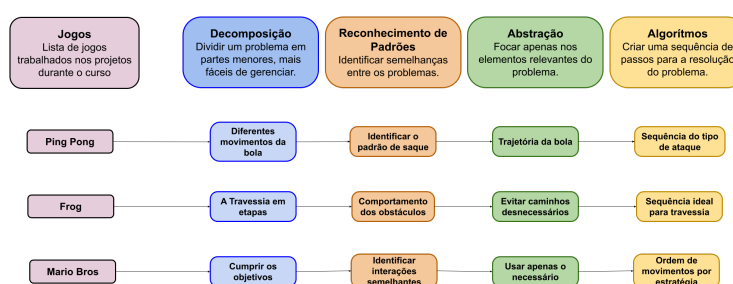 Jogos
Lista de jogos
trabalhados nos projetos
durante o curso
Decomposição
Dividir um problema em
partes menores, mais
fáceis de gerenciar.
Reconhecimento de
Padrões
Identificar semelhanças
entre os problemas.
Abstração
Focar apenas nos
elementos relevantes do
problema.
Algorítmos
Criar uma sequência de
passos para a resolução
do problema.
Ping Pong
Diferentes
movimentos da
bola
Identificar o
padrão de saque
Trajetória da bola
Sequência do tipo
de ataque
Frog
A Travessia em
etapas
Comportamento
dos obstáculos
Evitar caminhos
desnecessários
Sequência ideal
para travessia
Mario Bros
Cumprir os
objetivos
Identificar
interações
semelhantes
Usar apenas o
necessário
Ordem de
movimentos por
estratégia